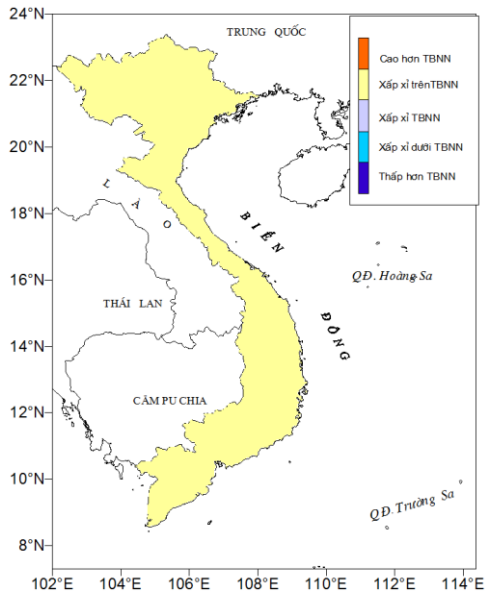 24°N
22°N
20°N
18°N
16°N
14°N
12°N
10°N
8°N
102°E 104°E 106°E 108°E 110°E 112°E 114°E
TRUNG QUỐC
Cao hơn TBNN
Xấp xỉ trênTBNN
Xấp xỉ TBNN
Xấp xỉ dưới TBNN
Thấp hơn TBNN
LÀO
BIỂN ĐÔNG
QĐ. Hoàng Sa
THÁI LAN
CĂM PU CHIA
QĐ. Trường Sa